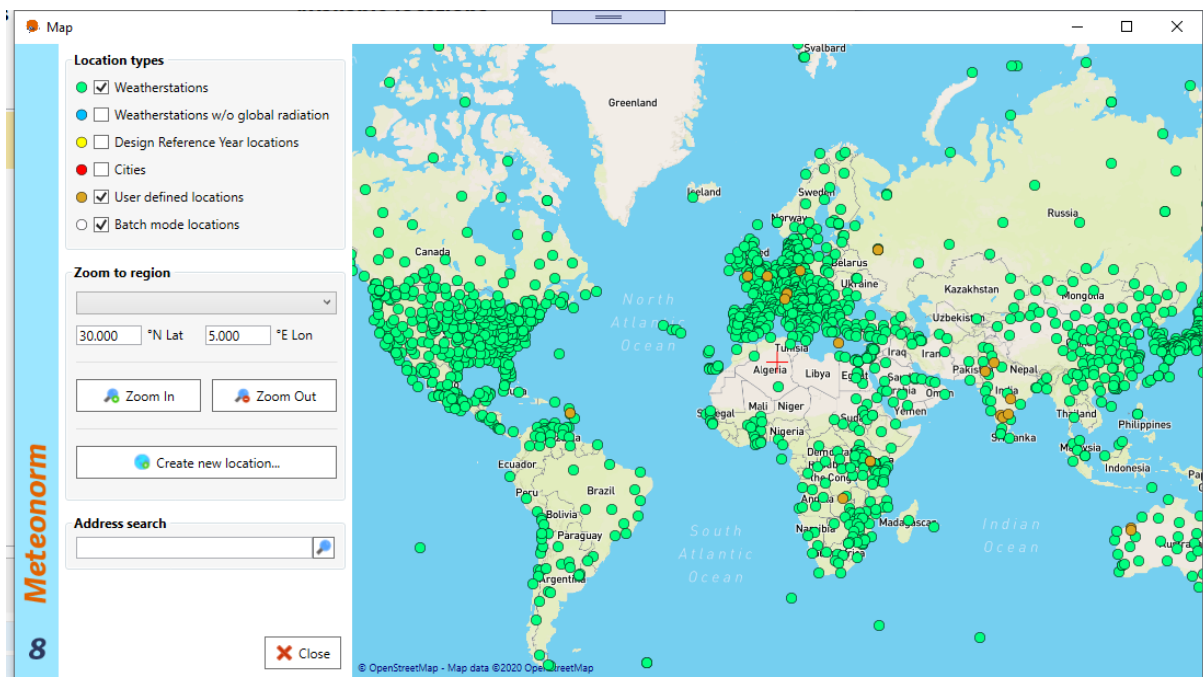 Map
Location types
Weatherstations
Weatherstations w/o global radiation
Design Reference Year locations
Cities
User defined locations
Batch mode locations
Zoom to region
30.000 °N Lat 5.000 °E Lon
Zoom In Zoom Out
Create new location...
Address search
Close
Meteonorm
8
Svalbard
Greenland
Iceland
Sweden
Norway
Russia
Canada
Belarus
Ukraine
Kazakhstan
Mongolia
Uzbekistan
North
Atlantic
Ocean
Tunisia
Iraq Iran
Algeria Libya Egypt
Pakistan Nepal
India
Oman
Yemen
Mali Niger
Senegal
Nigeria
Thailand
Philippines
Sri Lanka
Malaysia
Indonesia
Ecuador
Peru
Brazil
Bolivia
Paraguay
Argentina
the Congo
Angola
Namibia
Madagascar
South
Atlantic
Ocean
Indian
Ocean
© OpenStreetMap - Map data ©2020 OpenStreetMap